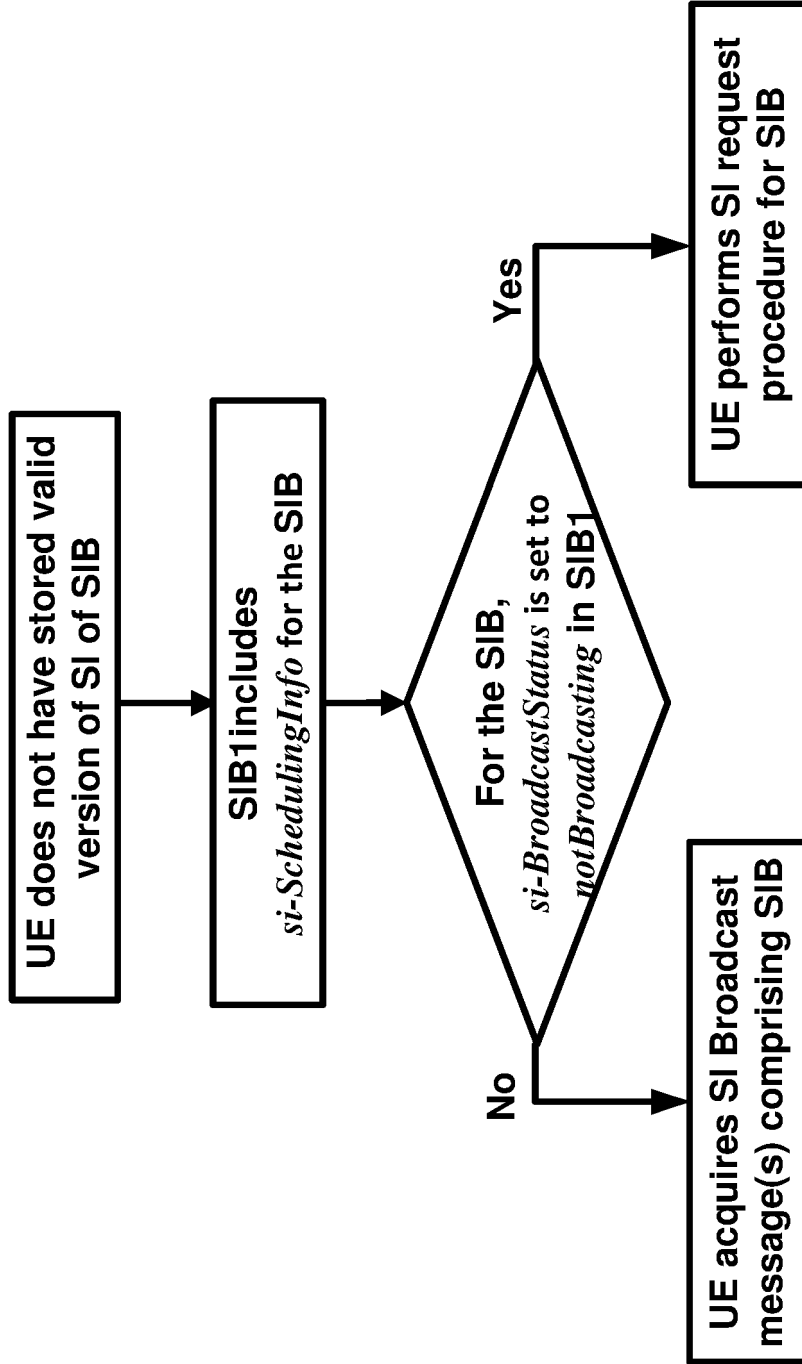 UE does not have stored valid
version of SI of SIB
SIB1includes
si-SchedulingInfo for the SIB
For the SIB,
si-BroadcastStatus is set to
notBroadcasting in SIB1
No
Yes
UE acquires SI Broadcast
message(s) comprising SIB
UE performs SI request
procedure for SIB